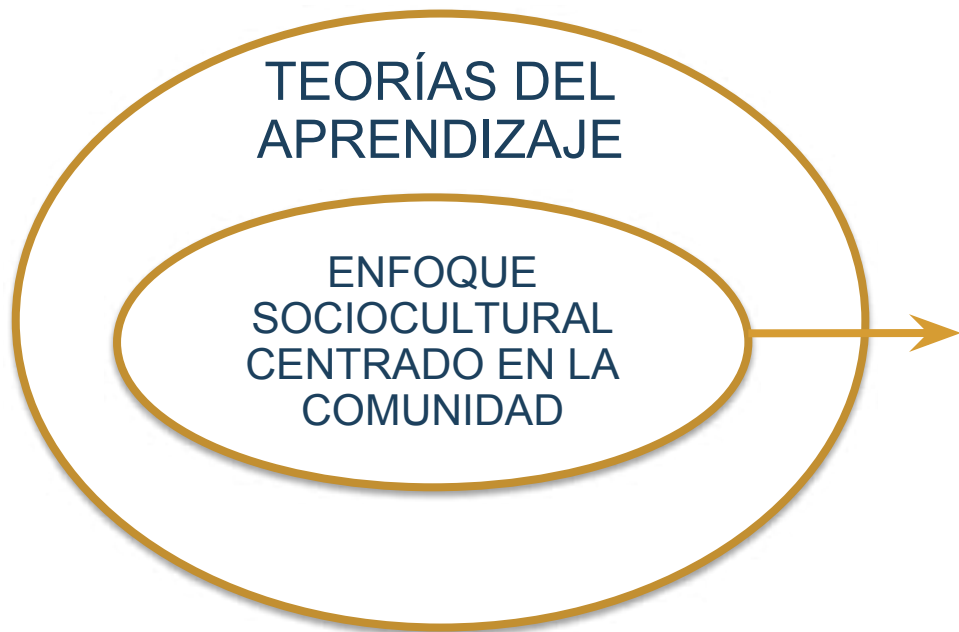 TEORÍAS DEL
APRENDIZAJE
ENFOQUE
SOCIOCULTURAL
CENTRADO EN LA
COMUNIDAD